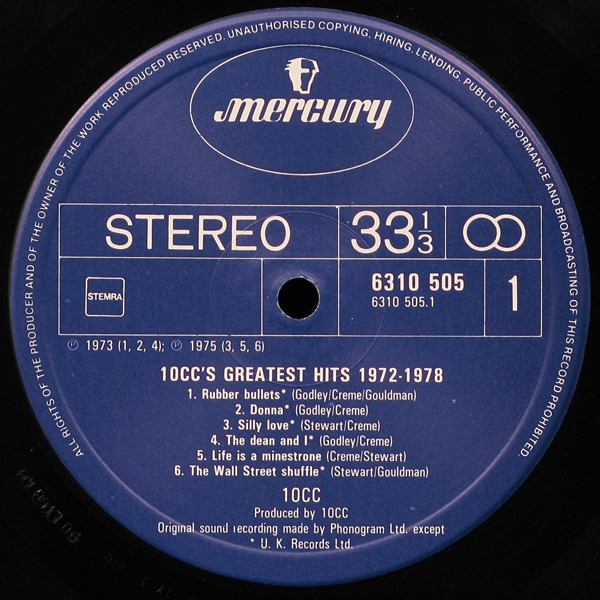 ALL RIGHTS OF THE PRODUCER AND OF THE OWNER OF THE WORK REPRODUCED RESERVED. UNAUTHORISED COPYING, HIRING, LENDING, PUBLIC PERFORMANCE AND BROADCASTING OF THIS RECORD PROHIBITED.
mercury
STEREO
33 1/3
STEMRA
6310 505
6310 505.1
1
Ⓟ 1973 (1, 2, 4); Ⓟ 1975 (3, 5, 6)
10CC'S GREATEST HITS 1972-1978
1. Rubber bullets* (Godley/Creme/Gouldman)
2. Donna* (Godley/Creme)
3. Silly love* (Stewart/Creme)
4. The dean and I* (Godley/Creme)
5. Life is a minestrone (Creme/Stewart)
6. The Wall Street shuffle* (Stewart/Gouldman)
10CC
Produced by 10CC
Original sound recording made by Phonogram Ltd. except
* U. K. Records Ltd.